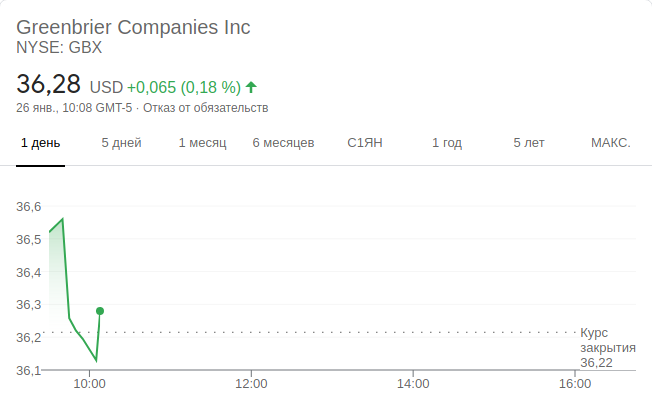 Greenbrier Companies Inc
NYSE: GBX
36,28 USD +0,065 (0,18 %)
26 янв., 10:08 GMT-5 · Отказ от обязательств
1 день 5 дней 1 месяц 6 месяцев С1ЯН 1 год 5 лет МАКС.
36,6
36,5
36,4
36,3
36,2
36,1
Курс
закрытия
36,22
10:00 12:00 14:00 16:00